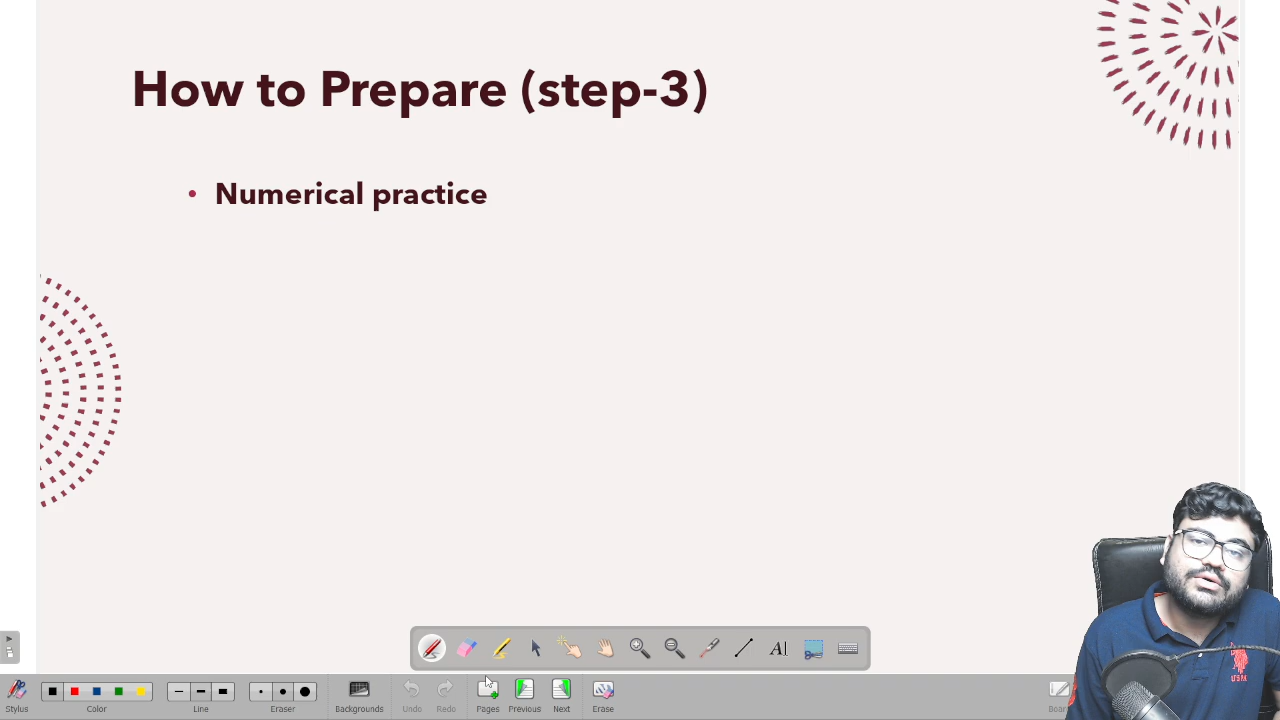 How to Prepare (step-3)
• Numerical practice
Stylus
Color
Line
Eraser
Backgrounds
Undo
Redo
Pages
Previous
Next
Erase